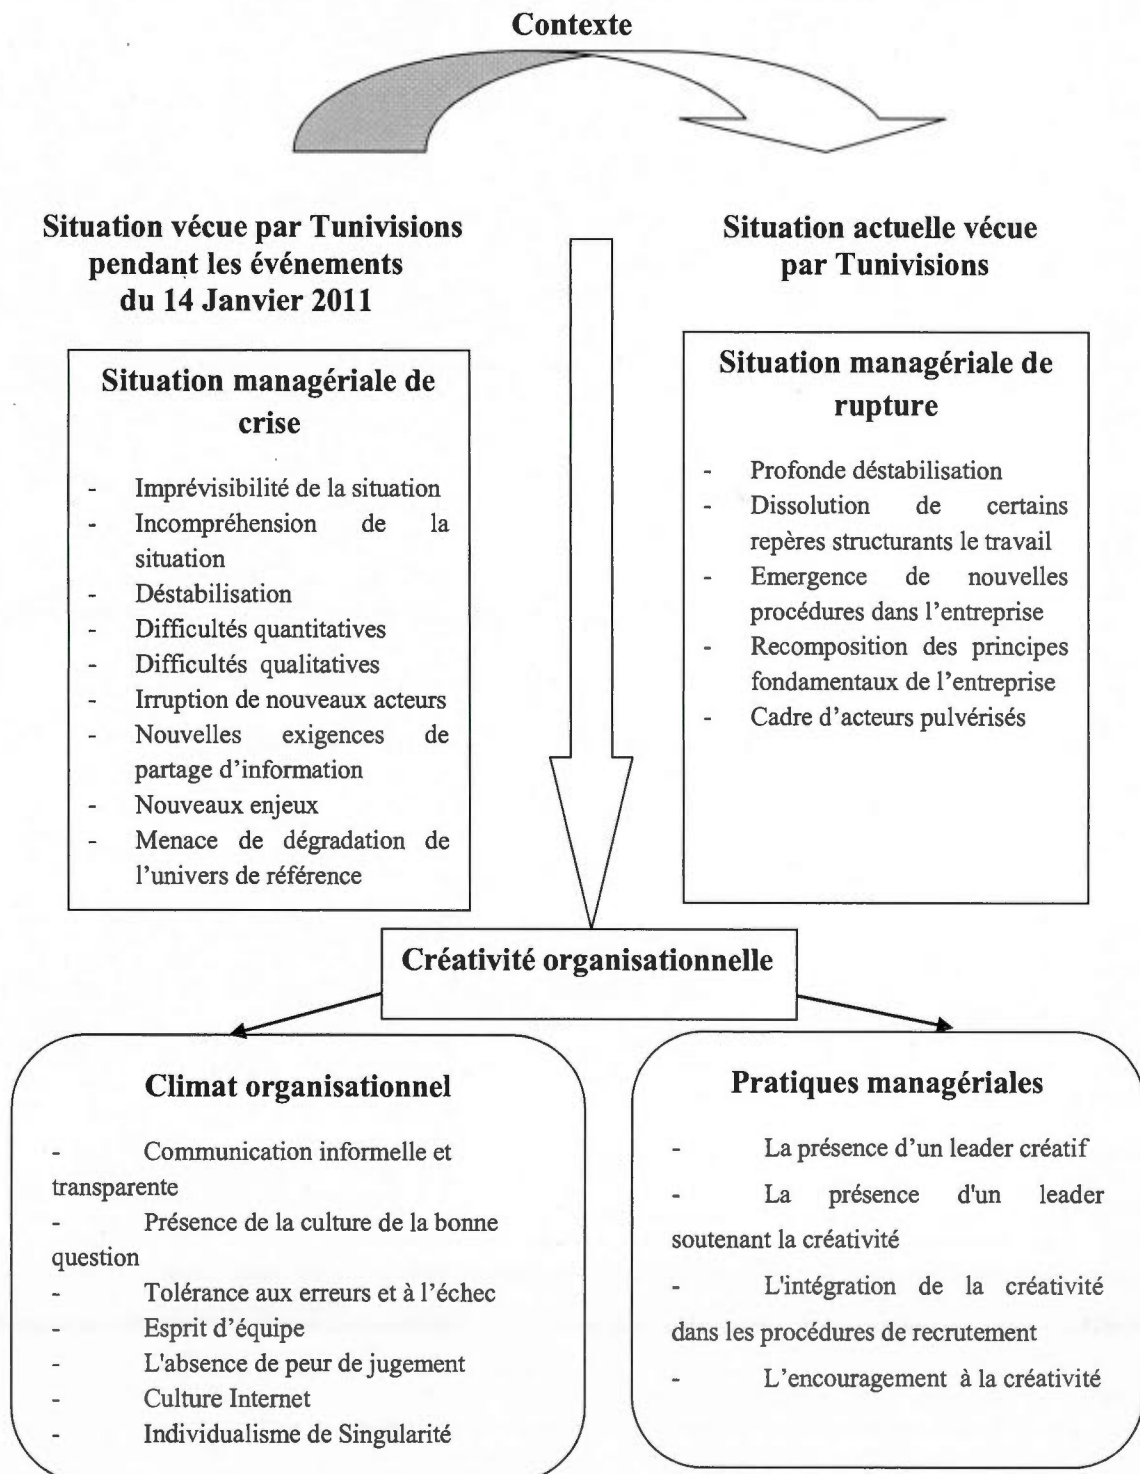 Contexte
Situation vécue par Tunivisions
pendant les événements
du 14 Janvier 2011
Situation actuelle vécue
par Tunivisions
Situation managériale de
crise
- Imprévisibilité de la situation
- Incompréhension de la
situation
- Déstabilisation
- Difficultés quantitatives
- Difficultés qualitatives
- Irruption de nouveaux acteurs
- Nouvelles exigences de
partage d’information
- Nouveaux enjeux
- Menace de dégradation de
l’univers de référence
Situation managériale de
rupture
- Profonde déstabilisation
- Dissolution de certains
repères structurants le travail
- Emergence de nouvelles
procédures dans l’entreprise
- Recomposition des principes
fondamentaux de l’entreprise
- Cadre d’acteurs pulvérisés
Créativité organisationnelle
Climat organisationnel
- Communication informelle et
transparente
- Présence de la culture de la bonne
question
- Tolérance aux erreurs et à l’échec
- Esprit d’équipe
- L'absence de peur de jugement
- Culture Internet
- Individualisme de Singularité
Pratiques managériales
- La présence d’un leader créatif
- La présence d'un leader
soutenant la créativité
- L'intégration de la créativité
dans les procédures de recrutement
- L’encouragement à la créativité